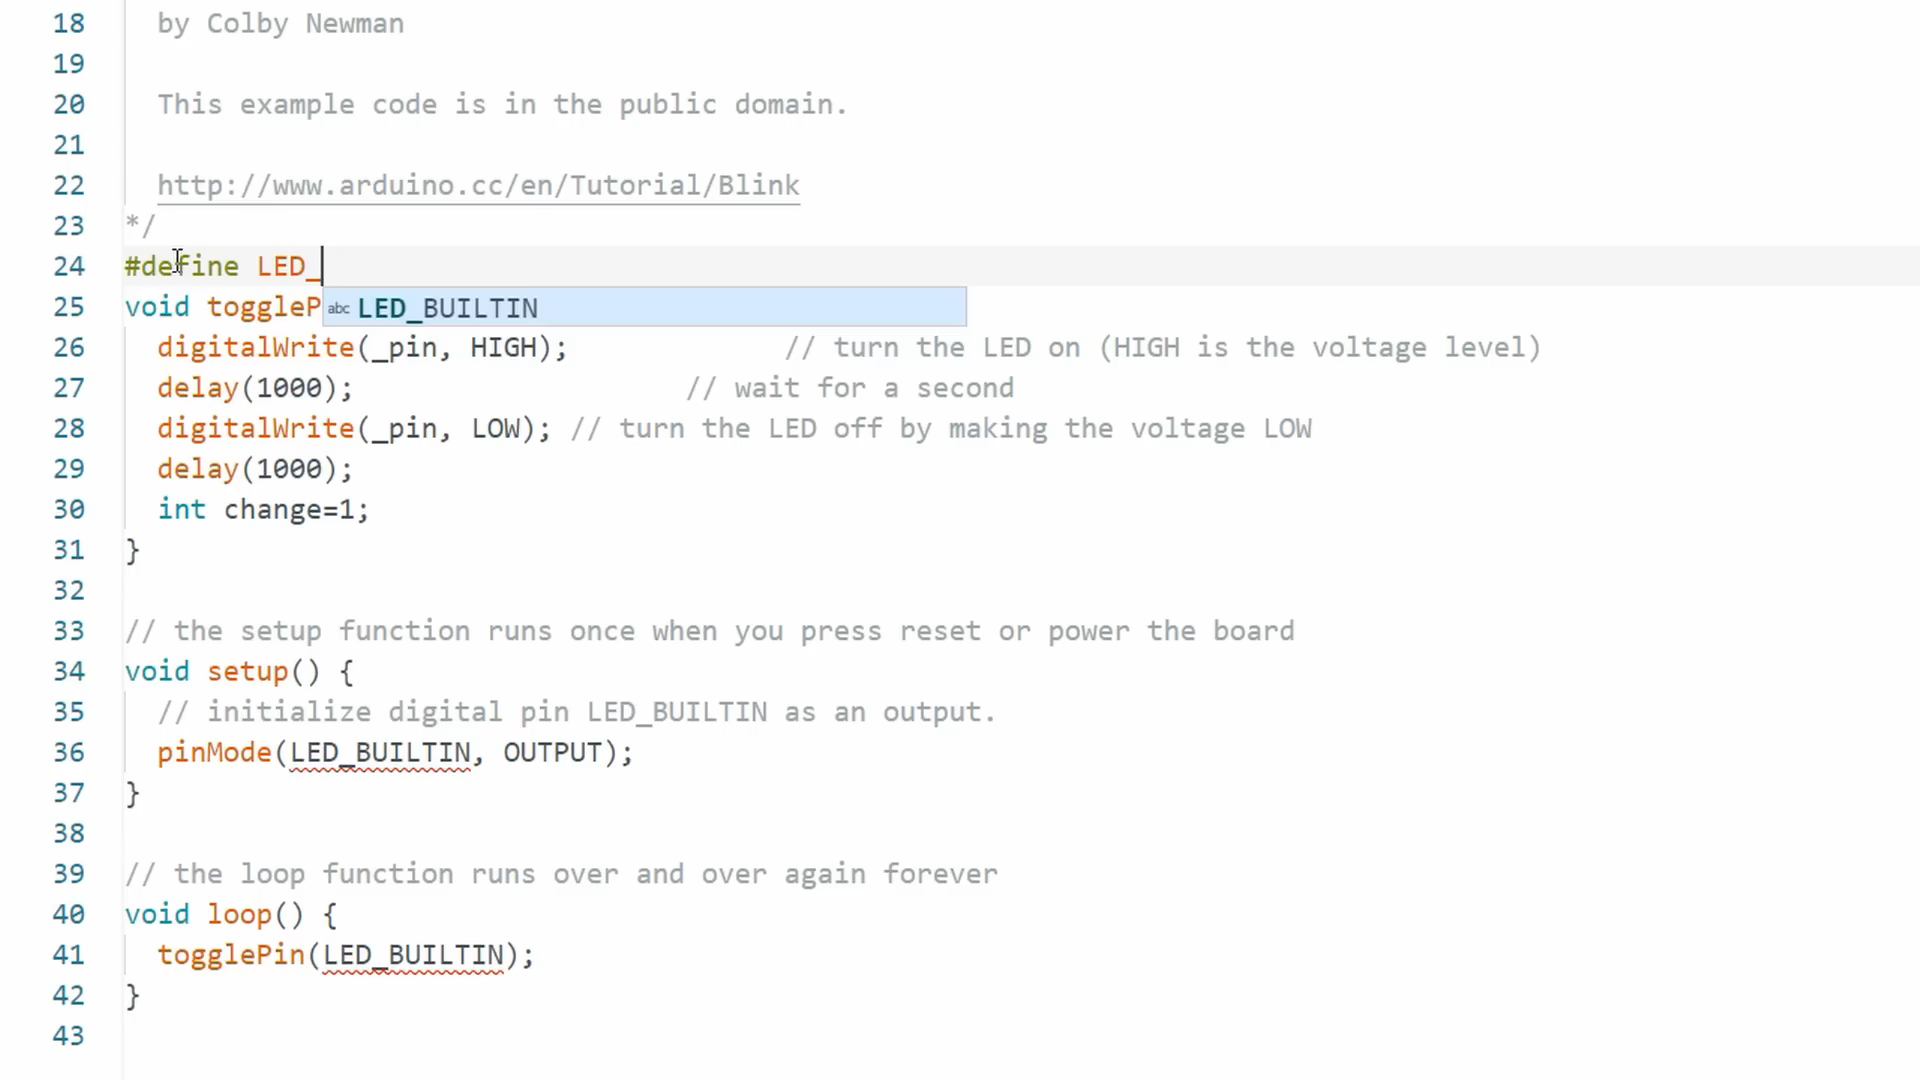 18 by Colby Newman
19
20 This example code is in the public domain.
21
22 http://www.arduino.cc/en/Tutorial/Blink
23 */
24 #define LED_
25 void toggleP
abc LED_BUILTIN
26 digitalWrite(_pin, HIGH); // turn the LED on (HIGH is the voltage level)
27 delay(1000); // wait for a second
28 digitalWrite(_pin, LOW); // turn the LED off by making the voltage LOW
29 delay(1000);
30 int change=1;
31 }
32
33 // the setup function runs once when you press reset or power the board
34 void setup() {
35 // initialize digital pin LED_BUILTIN as an output.
36 pinMode(LED_BUILTIN, OUTPUT);
37 }
38
39 // the loop function runs over and over again forever
40 void loop() {
41 togglePin(LED_BUILTIN);
42 }
43